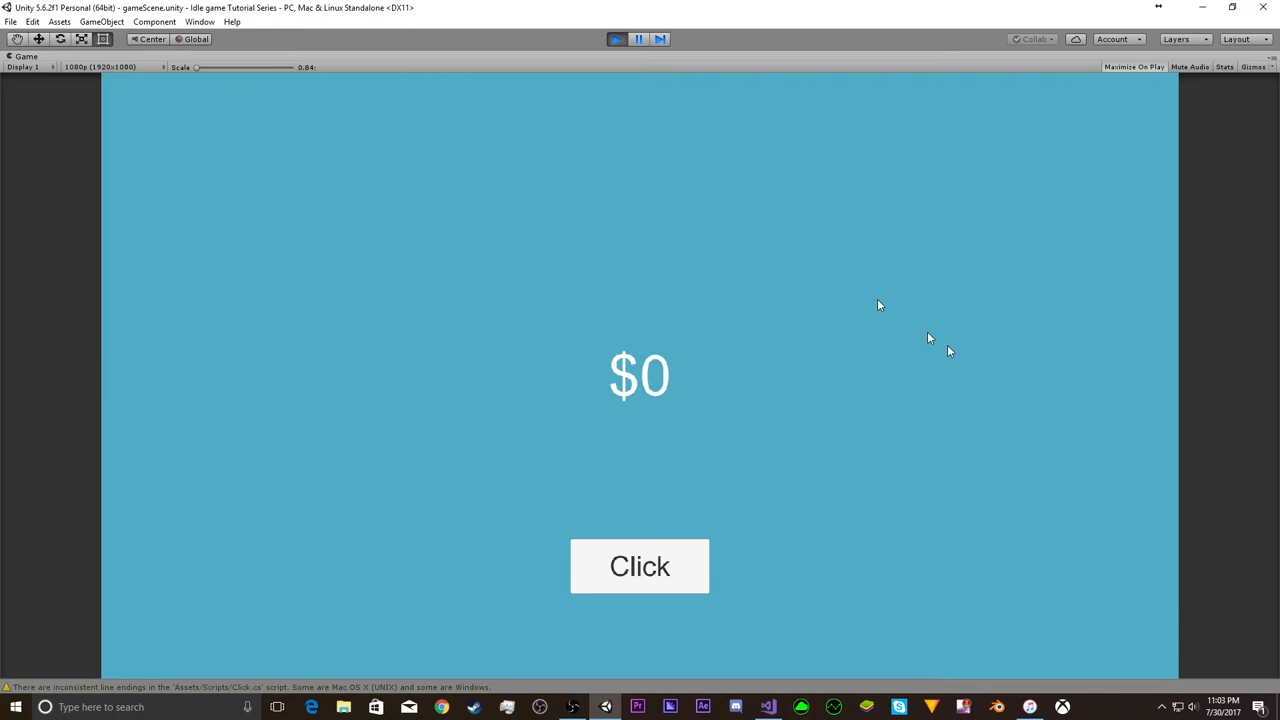 Unity 5.6.2f1 Personal (64bit) - gameScene.unity - Idle game Tutorial Series - PC, Mac & Linux Standalone <DX11>
File Edit Assets GameObject Component Window Help
Center Global Collab Account Layers Layout
Game
Display 1 1080p (1920x1080) Scale 0.84: Maximize On Play Mute Audio Stats Gizmos
$0
Click
There are inconsistent line endings in the 'Assets/Scripts/Click.cs' script. Some are Mac OS X (UNIX) and some are Windows.
Type here to search Pr Ae
11:03 PM
7/30/2017